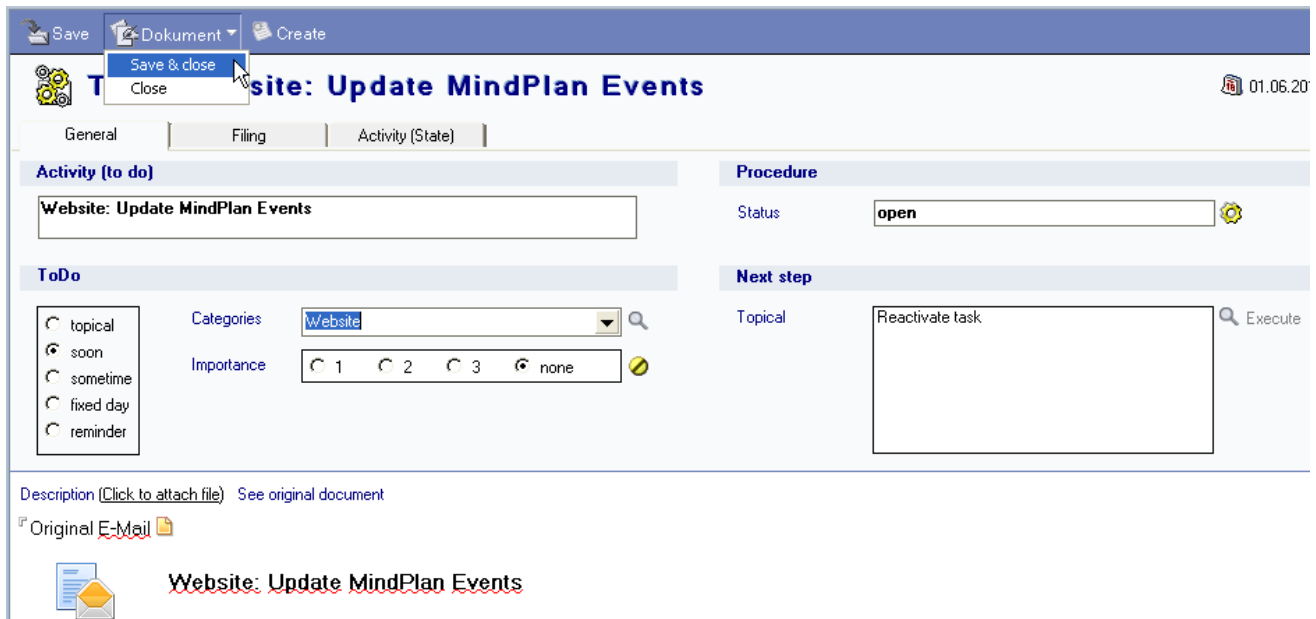 Save Dokument Create
Save & close
Close
T site: Update MindPlan Events 01.06.201
General Filing Activity (State)
Activity (to do) Procedure
Website: Update MindPlan Events
Status open
ToDo Next step
topical
soon
sometime
fixed day
reminder
Categories Website
Importance 1 2 3 none
Topical Reactivate task Execute
Description (Click to attach file) See original document
Original E-Mail
Website: Update MindPlan Events